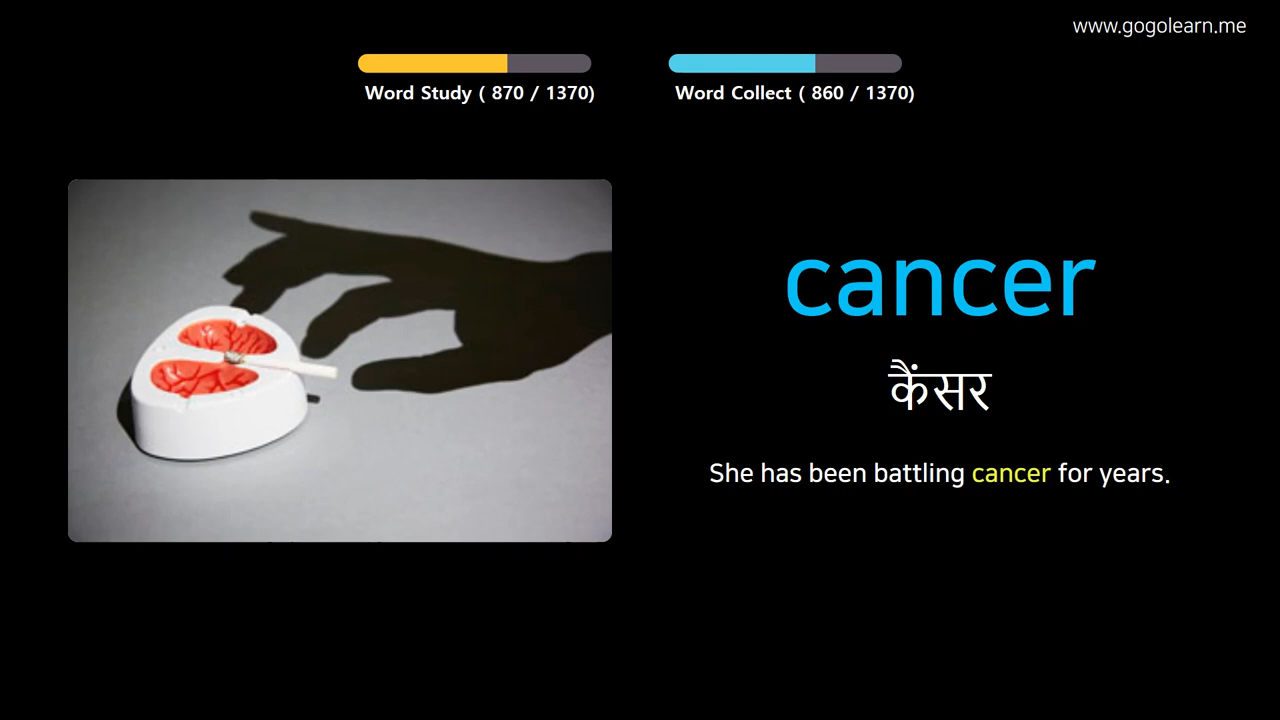 www.gogolearn.me
Word Study ( 870 / 1370)
Word Collect ( 860 / 1370)
cancer
कैंसर
She has been battling cancer for years.